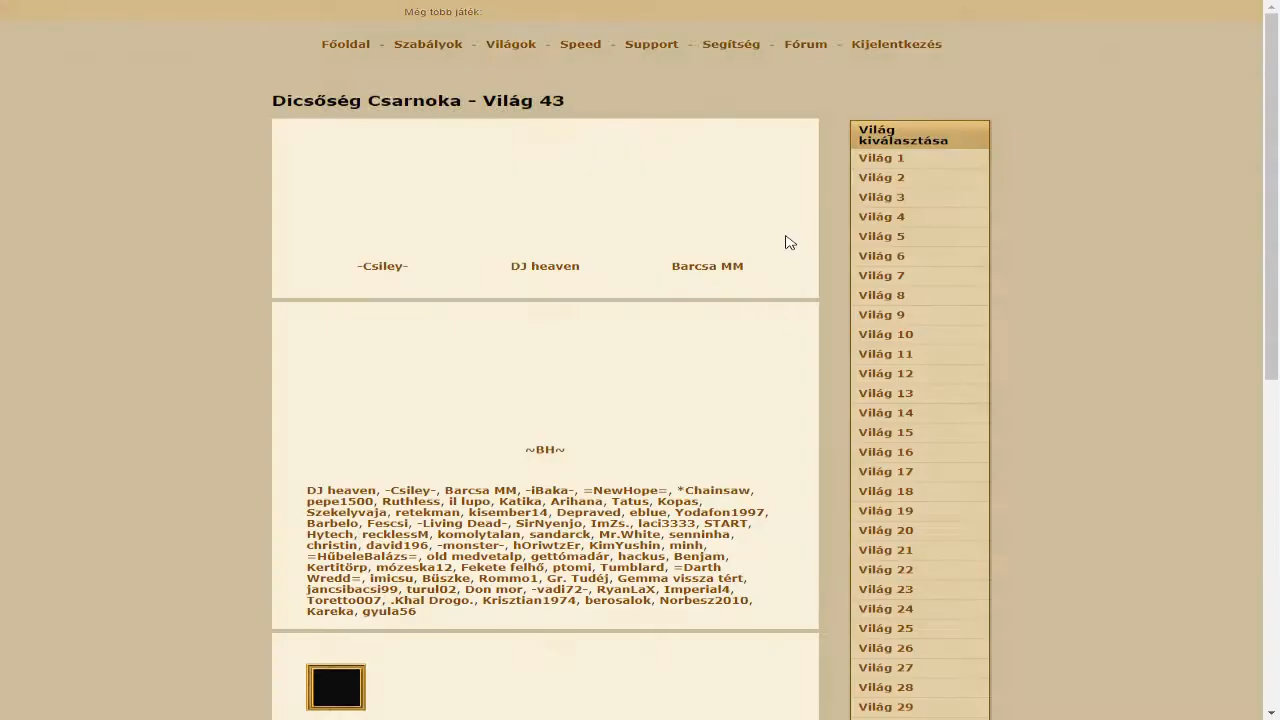 Még több játék:
Főoldal - Szabályok - Világok - Speed - Support - Segítség - Fórum - Kijelentkezés
Dicsőség Csarnoka - Világ 43
-Csiley-
DJ heaven
Barcsa MM
~BH~
DJ heaven, -Csiley-, Barcsa MM, -iBaka-, =NewHope=, *Chainsaw,
pepe1500, Ruthless, il lupo, Katika, Arihana, Tatus, Kopas,
Szekelyvaja, retekman, kisember14, Depraved, eblue, Yodafon1997,
Barbelo, Fescsi, -Living Dead-, SirNyenjo, ImZs., laci3333, START,
Hytech, recklessM, komolytalan, sandarck, Mr.White, senninha,
christin, david196, -monster-, hOriwtzEr, KimYushin, minh,
=HűbeleBalázs=, old medvetalp, gettómadár, hackus, Benjam,
Kertitörp, mózeska12, Fekete felhő, ptomi, Tumblard, =Darth
Wredd=, imicsu, Büszke, Rommo1, Gr. Tudéj, Gemma vissza tért,
jancsibacsi99, turul02, Don mor, -vadi72-, RyanLaX, Imperial4,
Toretto007, .Khal Drogo., Krisztian1974, berosalok, Norbesz2010,
Kareka, gyula56
Világ
kiválasztása
Világ 1
Világ 2
Világ 3
Világ 4
Világ 5
Világ 6
Világ 7
Világ 8
Világ 9
Világ 10
Világ 11
Világ 12
Világ 13
Világ 14
Világ 15
Világ 16
Világ 17
Világ 18
Világ 19
Világ 20
Világ 21
Világ 22
Világ 23
Világ 24
Világ 25
Világ 26
Világ 27
Világ 28
Világ 29